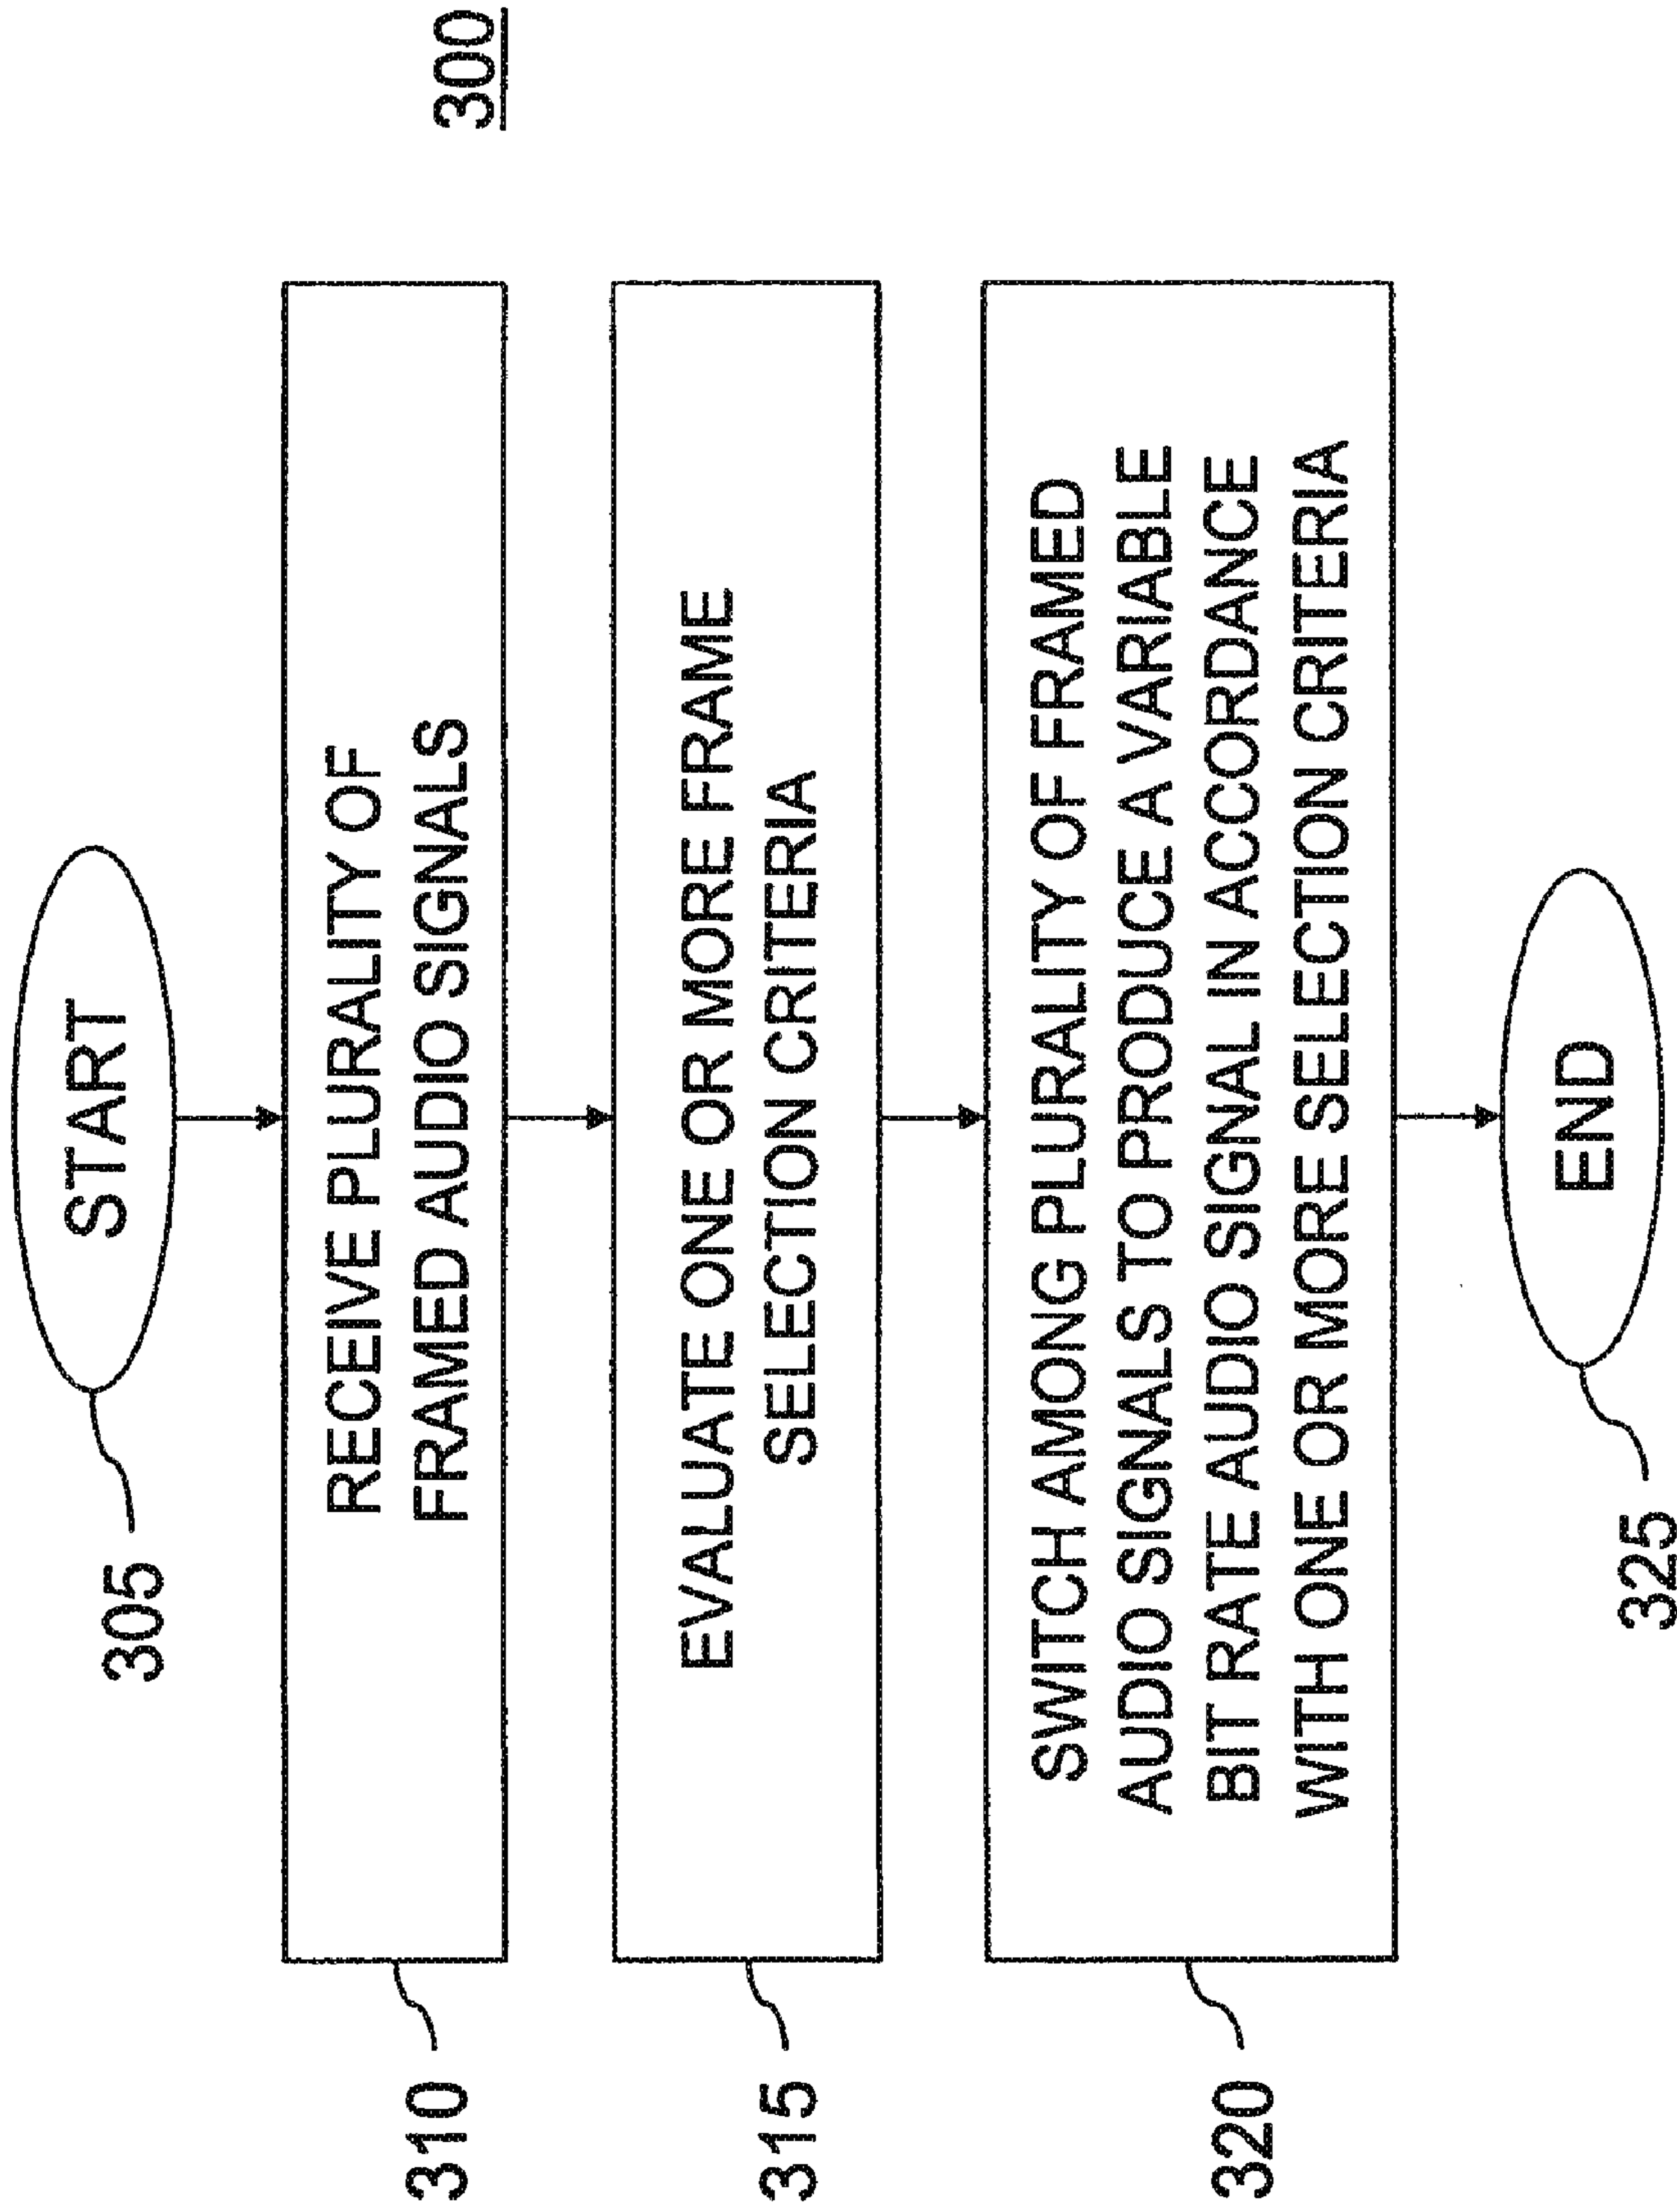 300
305
START
310
RECEIVE PLURALITY OF
FRAMED AUDIO SIGNALS
315
EVALUATE ONE OR MORE FRAME
SELECTION CRITERIA
320
SWITCH AMONG PLURALITY OF FRAMED
AUDIO SIGNALS TO PRODUCE A VARIABLE
BIT RATE AUDIO SIGNAL IN ACCORDANCE
WITH ONE OR MORE SELECTION CRITERIA
325
END